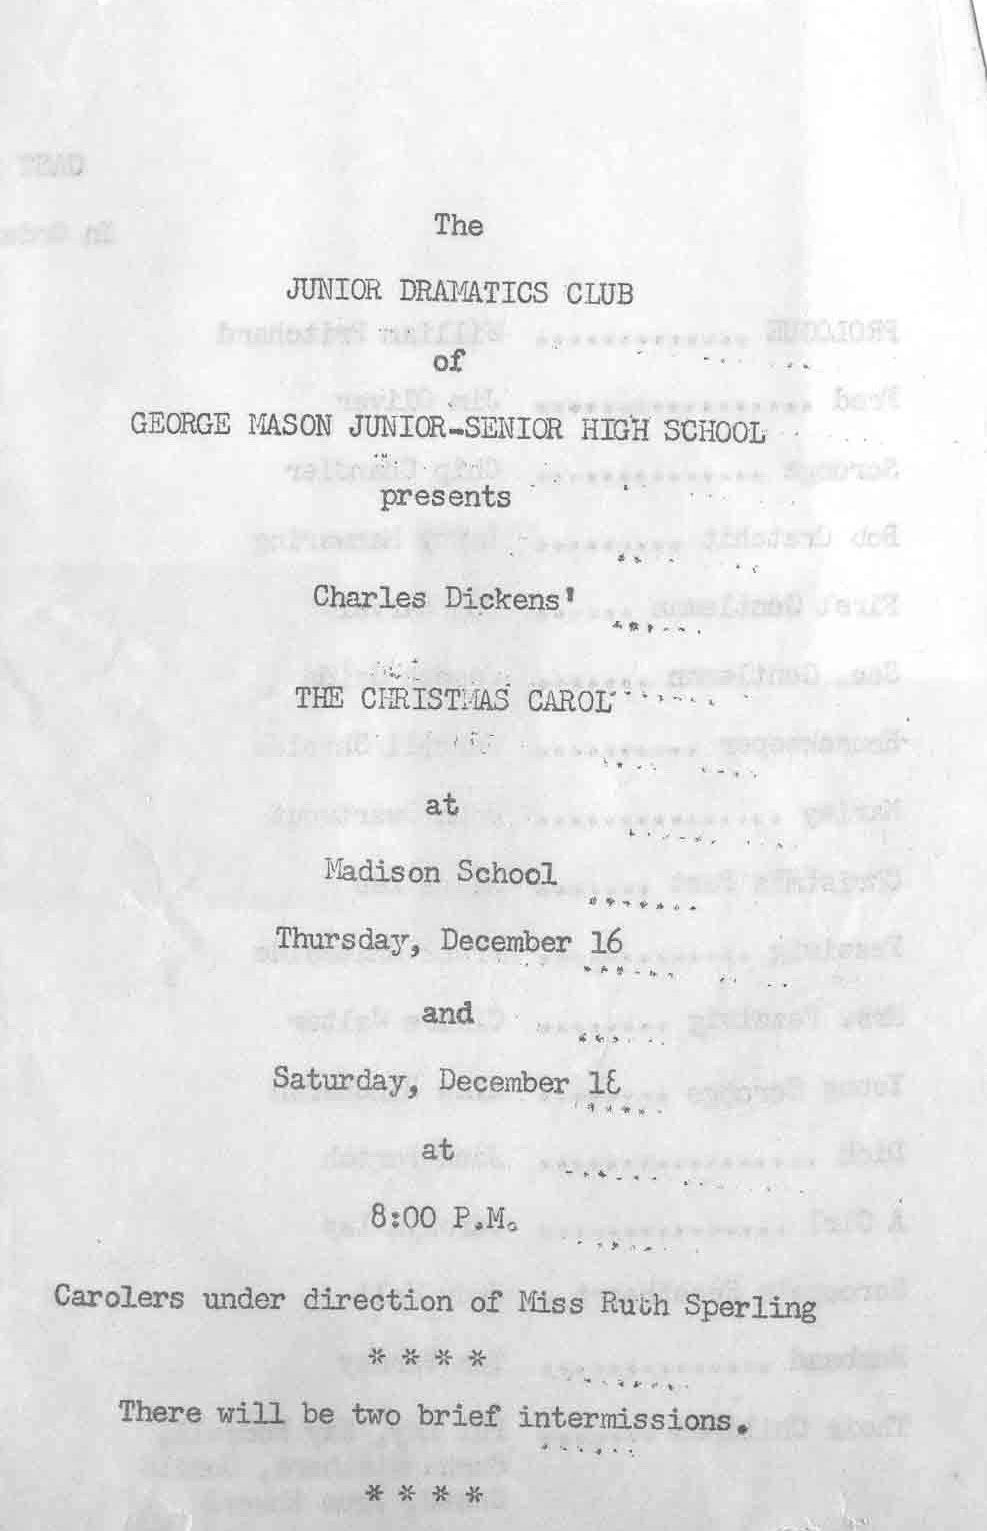 The
JUNIOR DRAMATICS CLUB
of
GEORGE MASON JUNIOR-SENIOR HIGH SCHOOL
presents
Charles Dickens'
THE CHRISTMAS CAROL
at
Madison School
Thursday, December 16
and
Saturday, December 18
at
8:00 P.M.
Carolers under direction of Miss Ruth Sperling
* * * *
There will be two brief intermissions.
* * * *